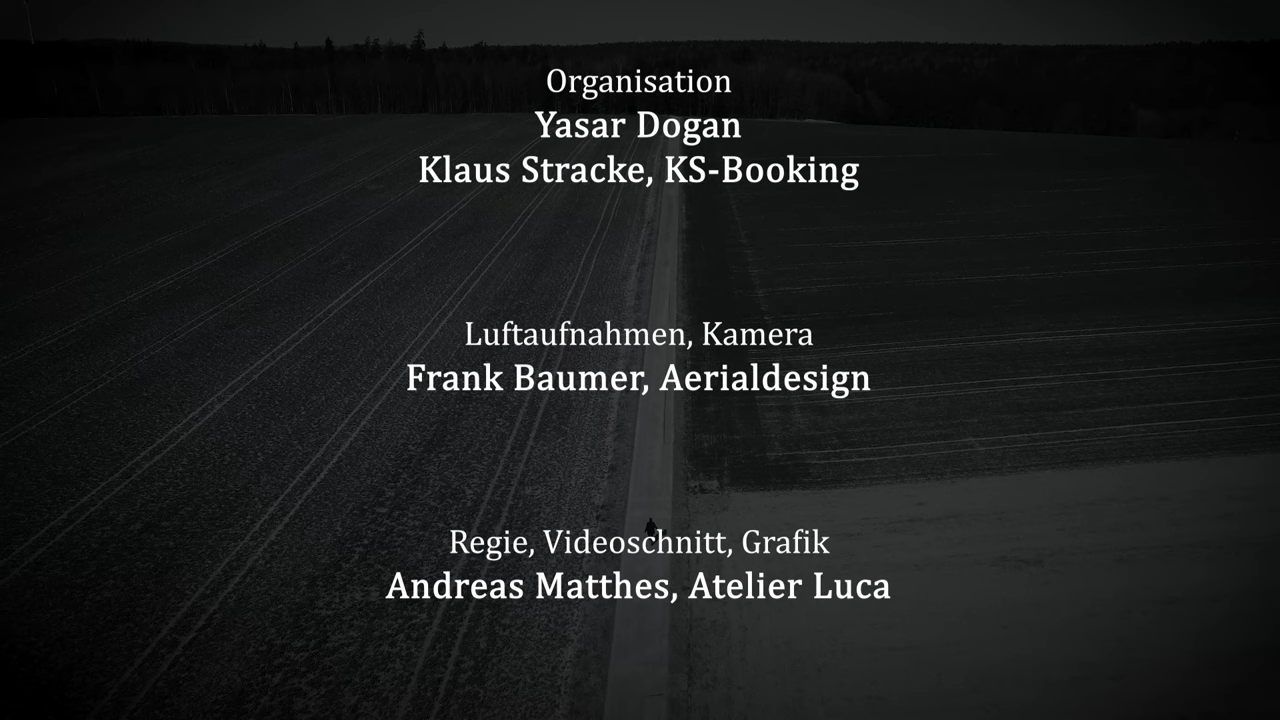 Organisation
Yasar Dogan
Klaus Stracke, KS-Booking
Luftaufnahmen, Kamera
Frank Baumer, Aerialdesign
Regie, Videoschnitt, Grafik
Andreas Matthes, Atelier Luca